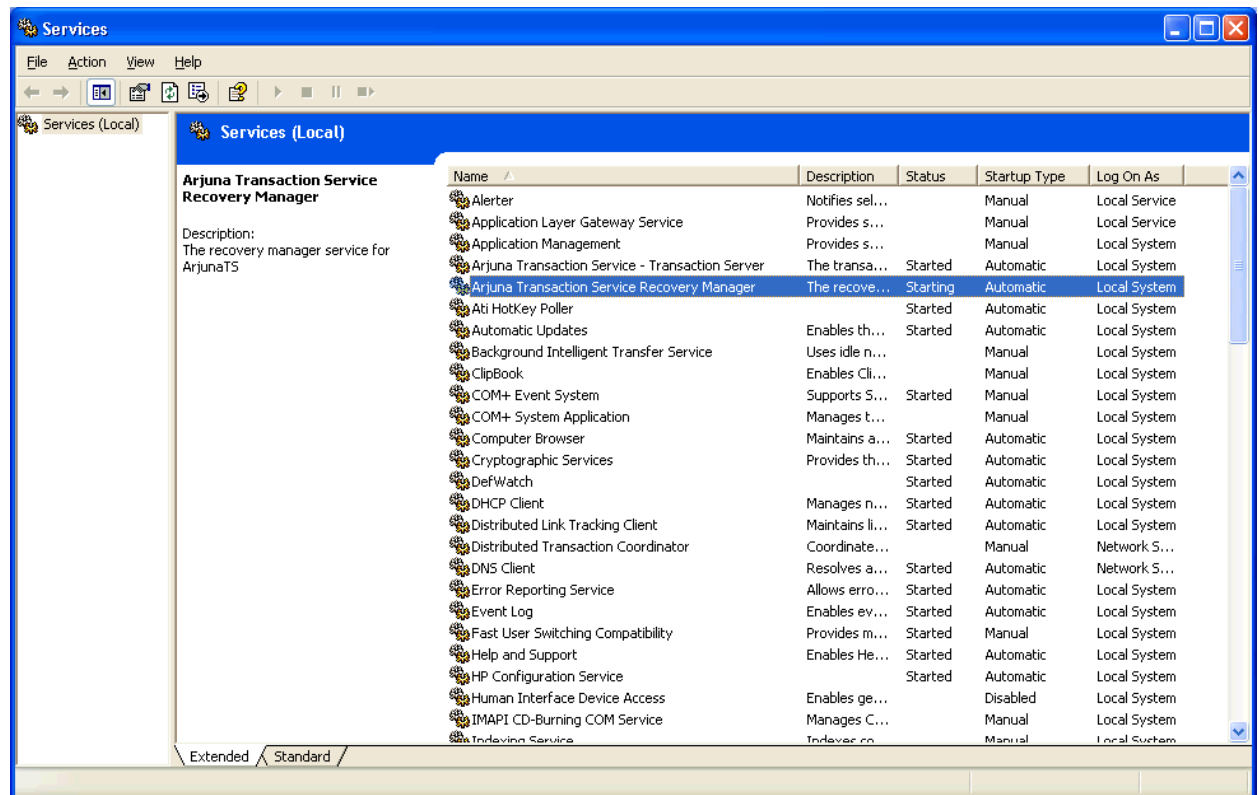 Services
File Action View Help
Services (Local)
Services (Local)
Arjuna Transaction Service
Recovery Manager
Description:
The recovery manager service for
ArjunaTS
Name Description Status Startup Type Log On As
Alerter Notifies sel... Manual Local Service
Application Layer Gateway Service Provides s... Manual Local Service
Application Management Provides s... Manual Local System
Arjuna Transaction Service - Transaction Server The transa... Started Automatic Local System
Arjuna Transaction Service Recovery Manager The recove... Starting Automatic Local System
Ati HotKey Poller Started Automatic Local System
Automatic Updates Enables th... Started Automatic Local System
Background Intelligent Transfer Service Uses idle n... Manual Local System
ClipBook Enables Cli... Manual Local System
COM+ Event System Supports S... Started Manual Local System
COM+ System Application Manages t... Manual Local System
Computer Browser Maintains a... Started Automatic Local System
Cryptographic Services Provides th... Started Automatic Local System
DefWatch Started Automatic Local System
DHCP Client Manages n... Started Automatic Local System
Distributed Link Tracking Client Maintains li... Started Automatic Local System
Distributed Transaction Coordinator Coordinate... Manual Network S...
DNS Client Resolves a... Started Automatic Network S...
Error Reporting Service Allows erro... Started Automatic Local System
Event Log Enables ev... Started Automatic Local System
Fast User Switching Compatibility Provides m... Started Manual Local System
Help and Support Enables He... Started Automatic Local System
HP Configuration Service Started Automatic Local System
Human Interface Device Access Enables ge... Disabled Local System
IMAPI CD-Burning COM Service Manages C... Manual Local System
Indexing Service Indexes co... Manual Local System
Extended Standard